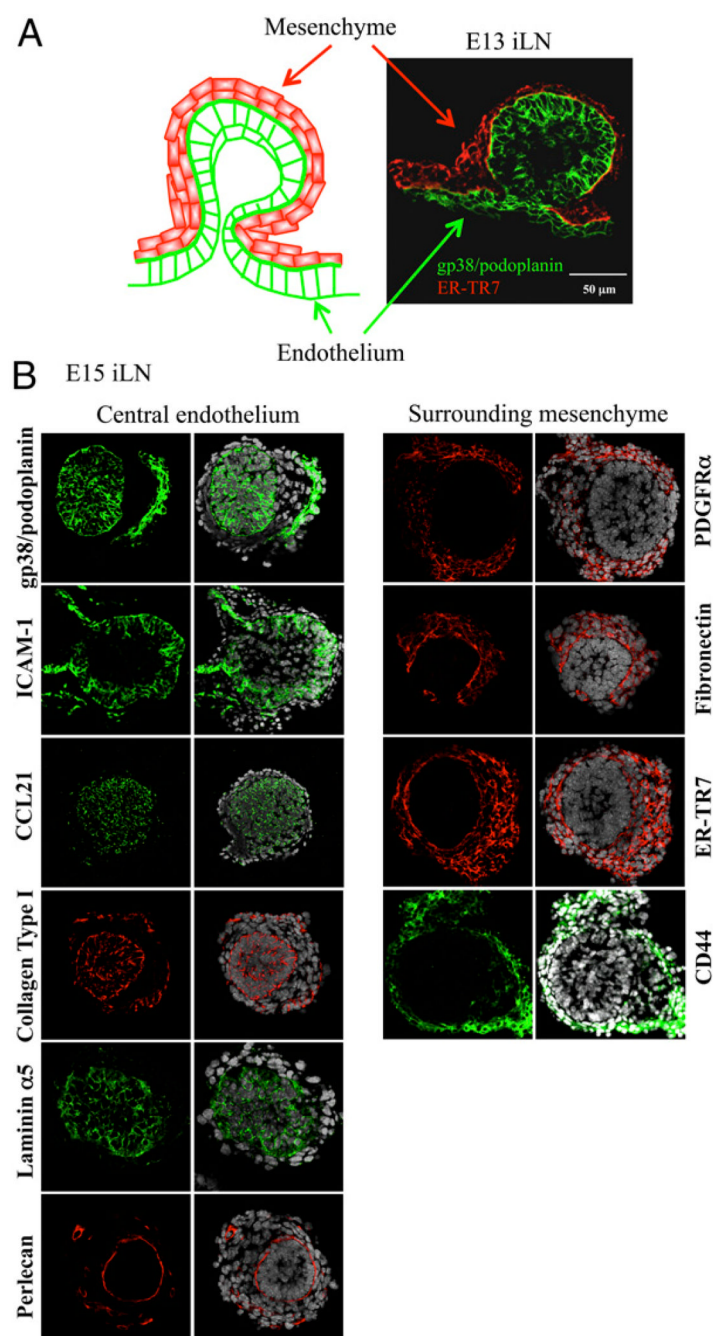 A
Mesenchyme
E13 iLN
gp38/podoplanin
ER-TR7
50 µm
Endothelium
B
E15 iLN
Central endothelium
Surrounding mesenchyme
gp38/podoplanin
PDGFRα
ICAM-1
Fibronectin
CCL21
ER-TR7
Collagen Type I
CD44
Laminin α5
Perlecan